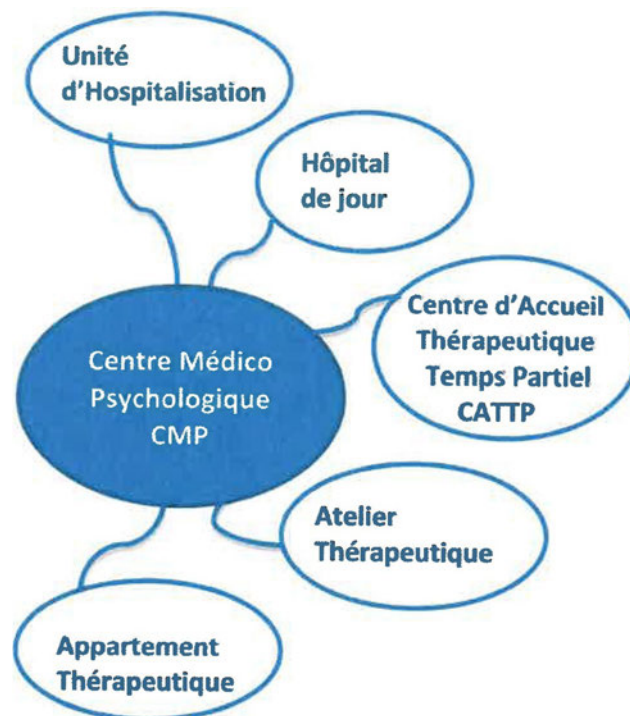 Unité
d'Hospitalisation
Hôpital
de jour
Centre d'Accueil
Thérapeutique
Temps Partiel
CATTP
Centre Médico
Psychologique
CMP
Atelier
Thérapeutique
Appartement
Thérapeutique